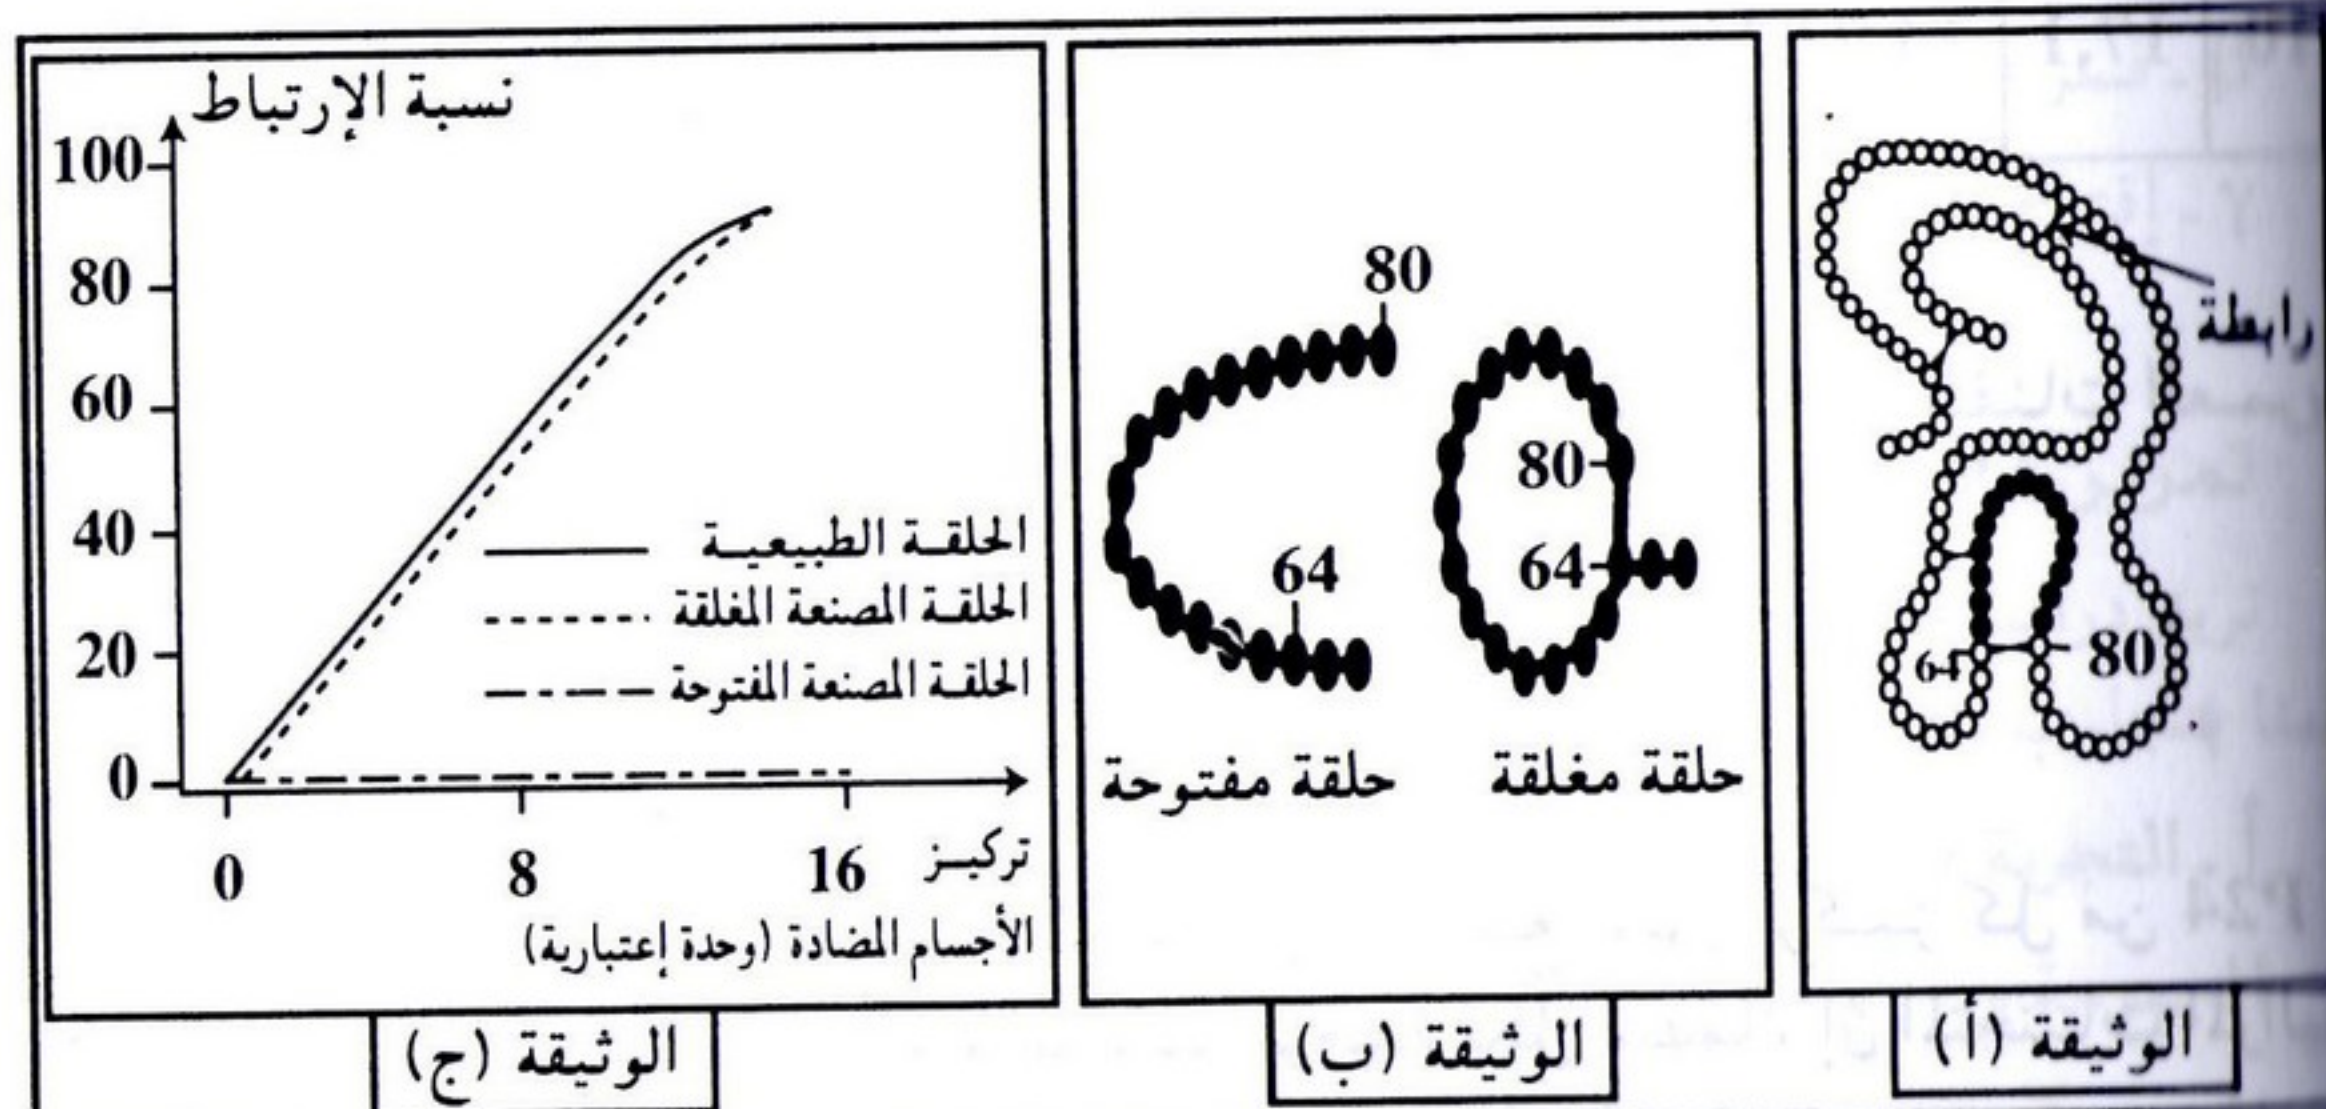 رابطة
64
80
الوثيقة (أ)
80
64
80
64
حلقة مغلقة
حلقة مفتوحة
الوثيقة (ب)
نسبة الإرتباط
100
80
60
40
20
0
الحلقة الطبيعية
الحلقة المصنعة المغلقة
الحلقة المصنعة المفتوحة
0 8 16
تركيز
الأجسام المضادة (وحدة إعتبارية)
الوثيقة (ج)